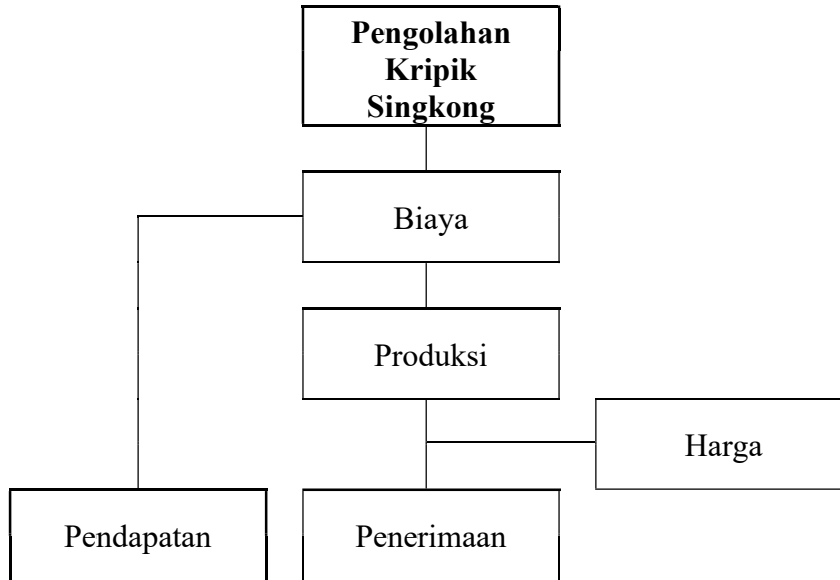 Pengolahan
Kripik
Singkong
Biaya
Produksi
Harga
Pendapatan
Penerimaan